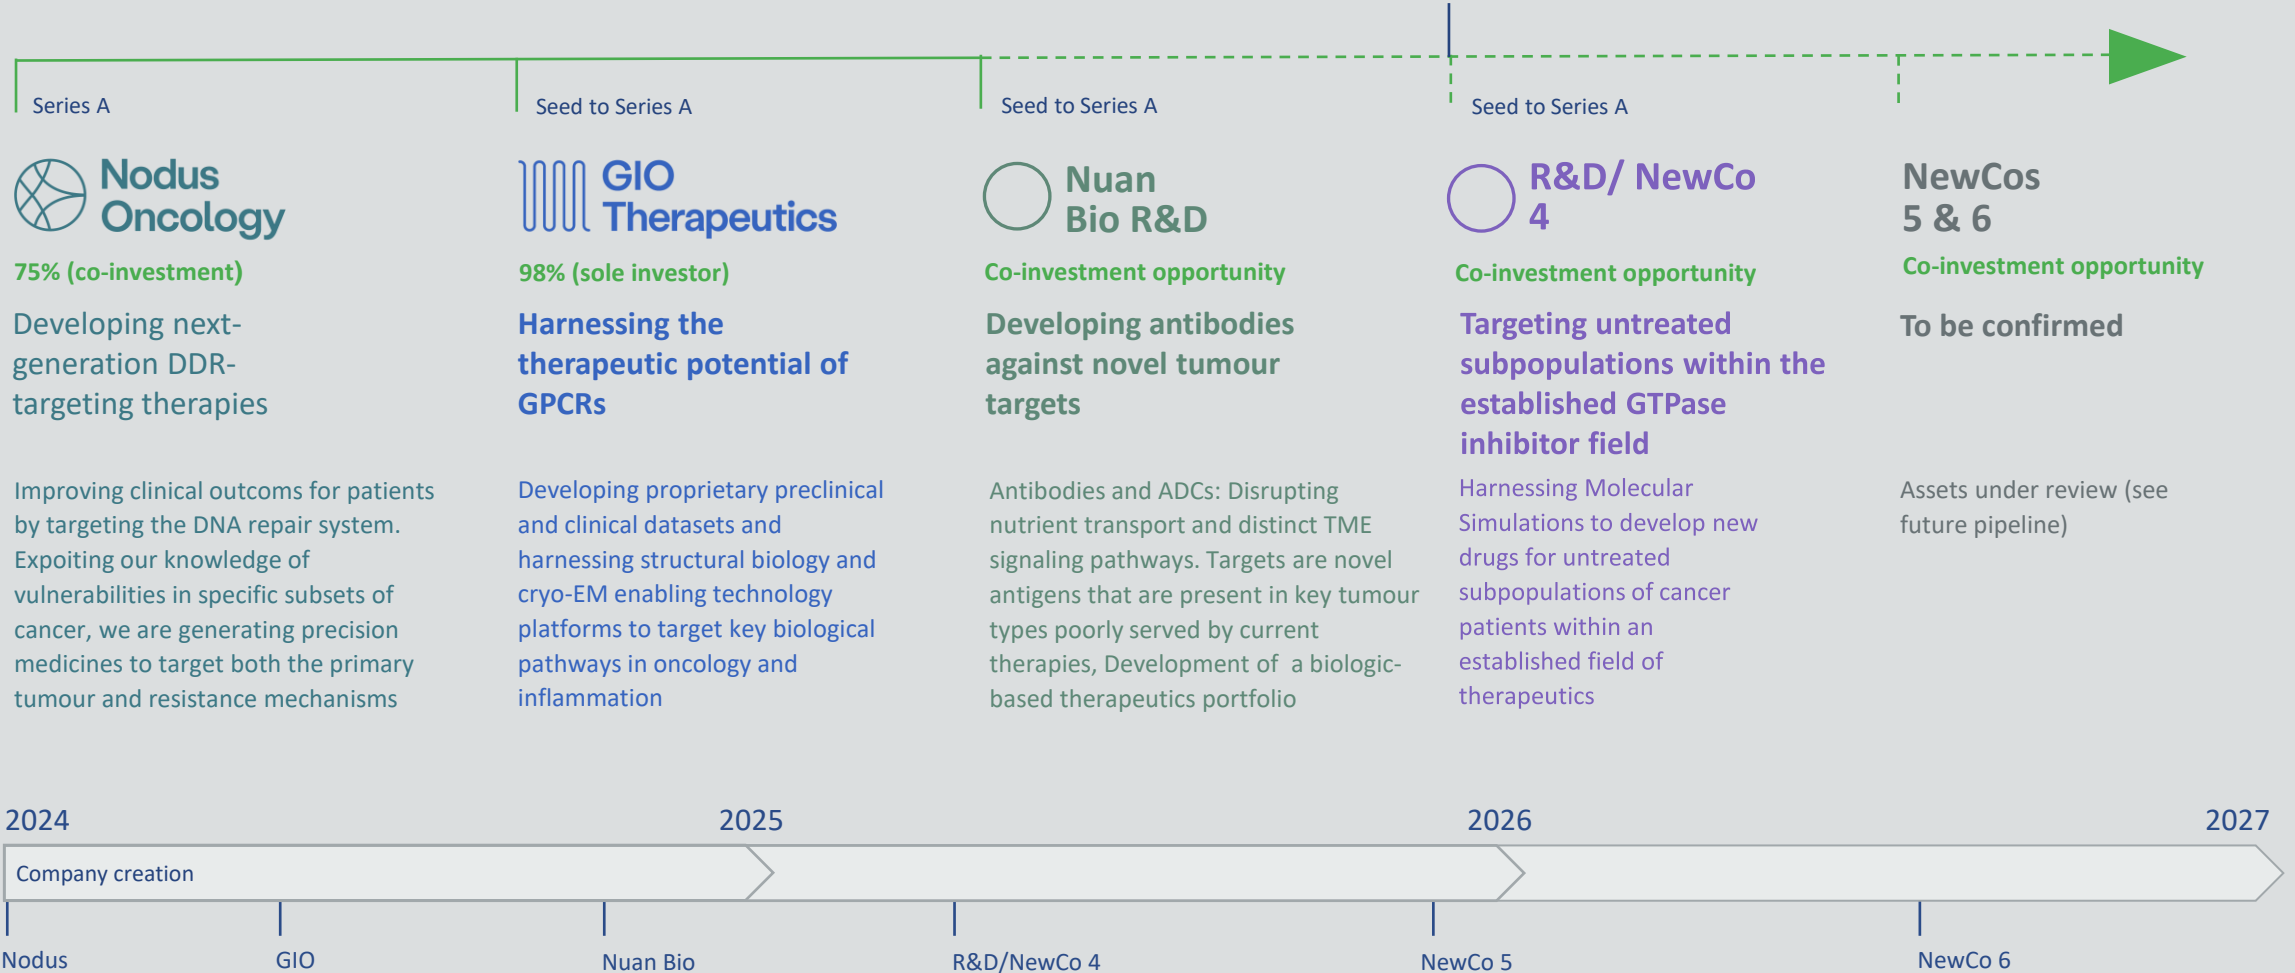 Series A
Nodus
Oncology
75% (co-investment)
Developing next-
generation DDR-
targeting therapies
Improving clinical outcoms for patients
by targeting the DNA repair system.
Expoiting our knowledge of
vulnerabilities in specific subsets of
cancer, we are generating precision
medicines to target both the primary
tumour and resistance mechanisms
Seed to Series A
GIO
Therapeutics
98% (sole investor)
Harnessing the
therapeutic potential of
GPCRs
Developing proprietary preclinical
and clinical datasets and
harnessing structural biology and
cryo-EM enabling technology
platforms to target key biological
pathways in oncology and
inflammation
Seed to Series A
Nuan
Bio R&D
Co-investment opportunity
Developing antibodies
against novel tumour
targets
Antibodies and ADCs: Disrupting
nutrient transport and distinct TME
signaling pathways. Targets are novel
antigens that are present in key tumour
types poorly served by current
therapies, Development of a biologic-
based therapeutics portfolio
Seed to Series A
R&D/ NewCo
4
Co-investment opportunity
Targeting untreated
subpopulations within the
established GTPase
inhibitor field
Harnessing Molecular
Simulations to develop new
drugs for untreated
subpopulations of cancer
patients within an
established field of
therapeutics
NewCos
5 & 6
Co-investment opportunity
To be confirmed
Assets under review (see
future pipeline)
2024
2025
2026
2027
Company creation
Nodus
GIO
Nuan Bio
R&D/NewCo 4
NewCo 5
NewCo 6